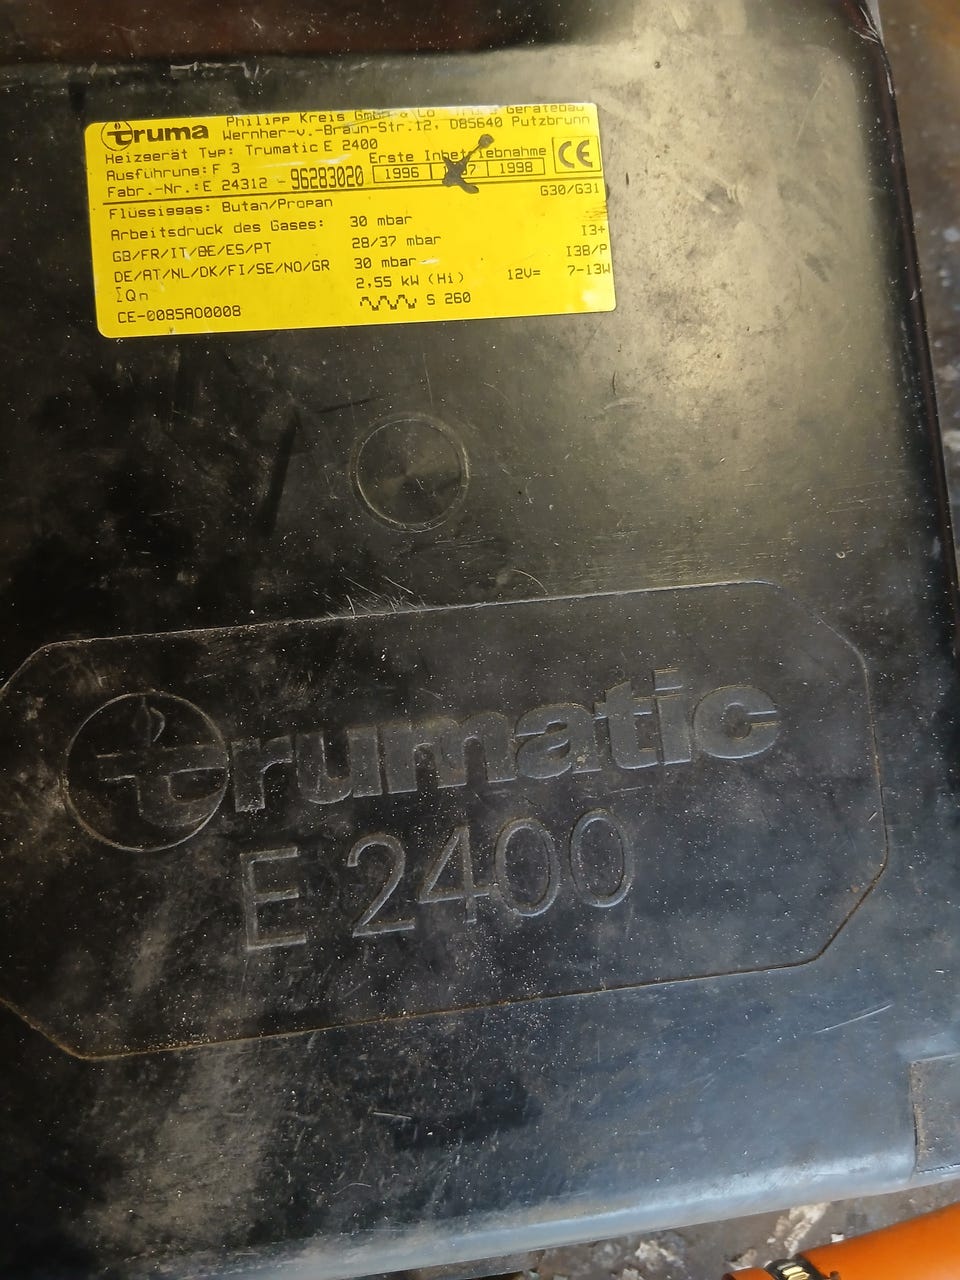 truma
Philipp Kreis GmbH & Co Gerätebau
Wernher-v.-Braun-Str.12, D85640 Putzbrunn
Heizgerät Typ: Trumatic E 2400
Ausführung: F 3
Erste Inbetriebnahme
Fabr.-Nr.: E 24312 - 96283020
1996 1998
CE
Flüssiggas: Butan/Propan
G30/G31
Arbeitsdruck des Gases: 30 mbar
GB/FR/IT/BE/ES/PT 28/37 mbar I3+
DE/AT/NL/DK/FI/SE/NO/GR 30 mbar I3B/P
ΣQn 2,55 kW (Hi) 12V= 7-13W
CE-0085AO0008 S 260
trumatic
E 2400